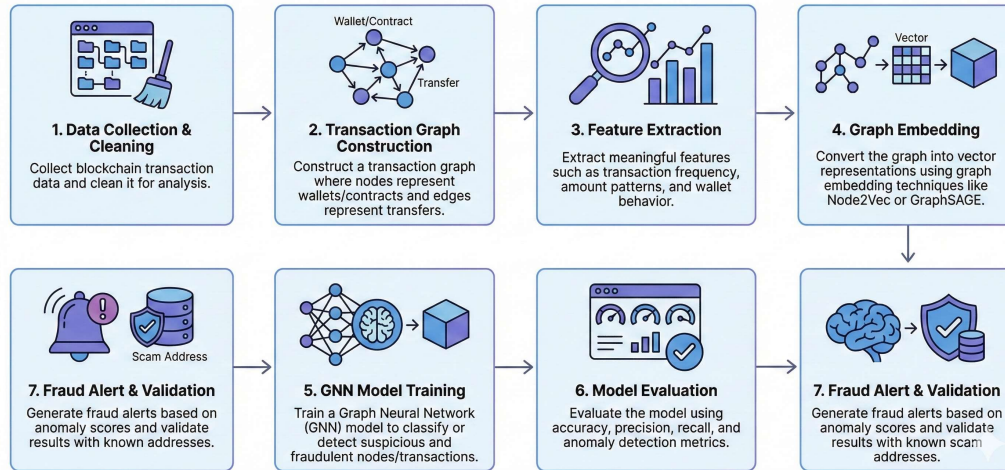 Wallet/Contract
Transfer
Vector
1. Data Collection &
Cleaning
Collect blockchain transaction
data and clean it for analysis.
2. Transaction Graph
Construction
Construct a transaction graph
where nodes represent
wallets/contracts and edges
represent transfers.
3. Feature Extraction
Extract meaningful features
such as transaction frequency,
amount patterns, and wallet
behavior.
4. Graph Embedding
Convert the graph into vector
representations using graph
embedding techniques like
Node2Vec or GraphSAGE.
Scam Address
7. Fraud Alert & Validation
Generate fraud alerts based on
anomaly scores and validate
results with known addresses.
5. GNN Model Training
Train a Graph Neural Network
(GNN) model to classify or
detect suspicious and
fraudulent nodes/transactions.
6. Model Evaluation
Evaluate the model using
accuracy, precision, recall, and
anomaly detection metrics.
7. Fraud Alert & Validation
Generate fraud alerts based on
anomaly scores and validate
results with known scam
addresses.